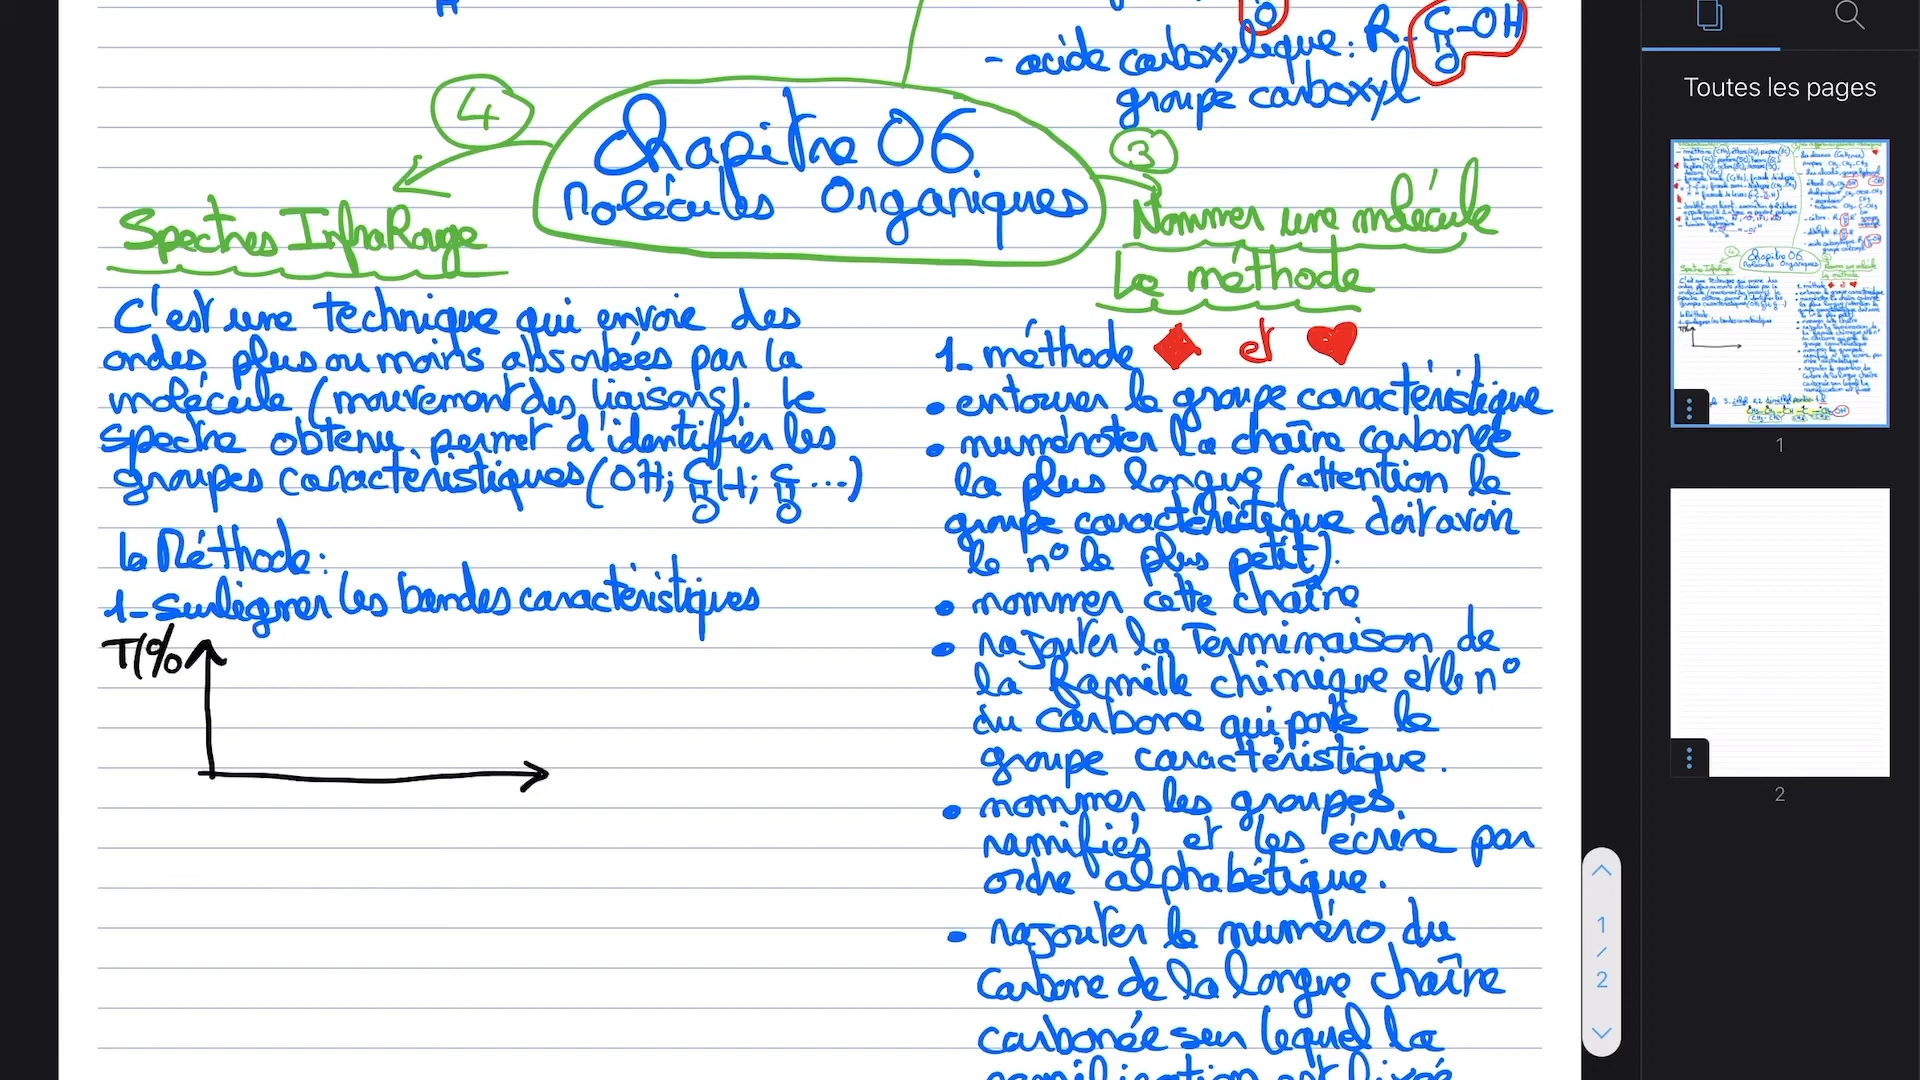 - acide carboxylique : R - C - OH
O
groupe carboxyl
4
Chapitre 06
Molécules Organiques
3
Spectres InfraRouge
C'est une technique qui envoie des
ondes plus ou moins absorbées par la
molécule (mouvement des liaisons). Le
spectre obtenu permet d'identifier les
groupes caractéristiques (OH; CH; C ...)
O O
La Méthode :
1- surligner les bandes caractéristiques
T(%
Nommer une molécule
La méthode
1- méthode ♦ et ♥
• entourer le groupe caractéristique
• numéroter la chaîne carbonée
la plus longue (attention le
groupe caractéristique doit avoir
le n° le plus petit).
• nommer cette chaîne
• rajouter la terminaison de
la famille chimique et le n°
du carbone qui porte le
groupe caractéristique.
• nommer les groupes
ramifiés et les écrire par
ordre alphabétique.
• rajouter le numéro du
carbone de la longue chaîne
carbonée sur lequel la
Toutes les pages
1
2
1
/
2